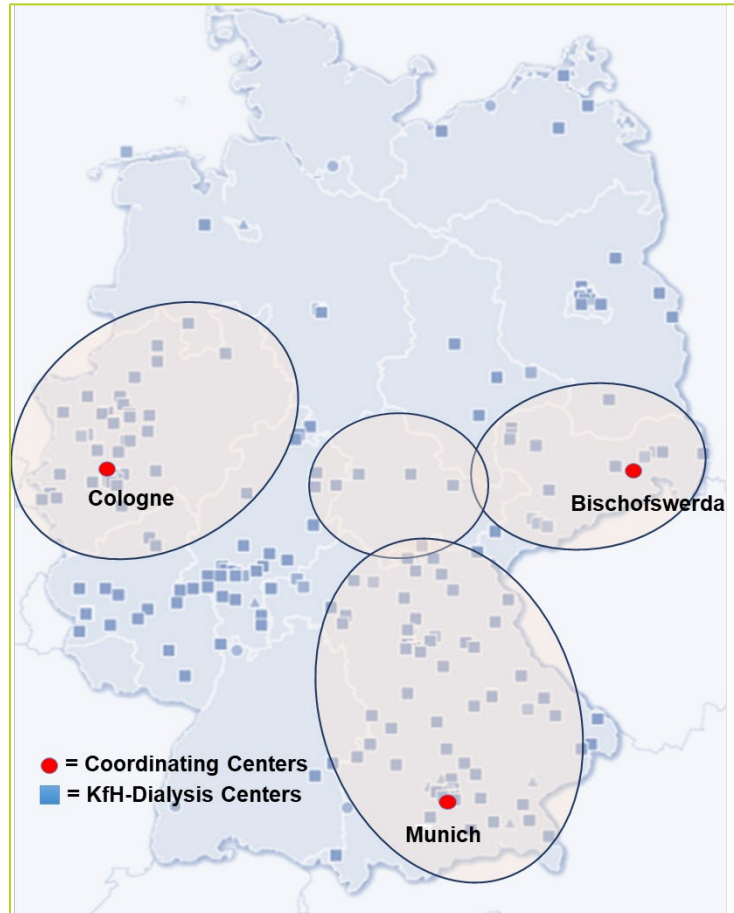 Cologne
Bischofswerda
= Coordinating Centers
= KfH-Dialysis Centers
Munich